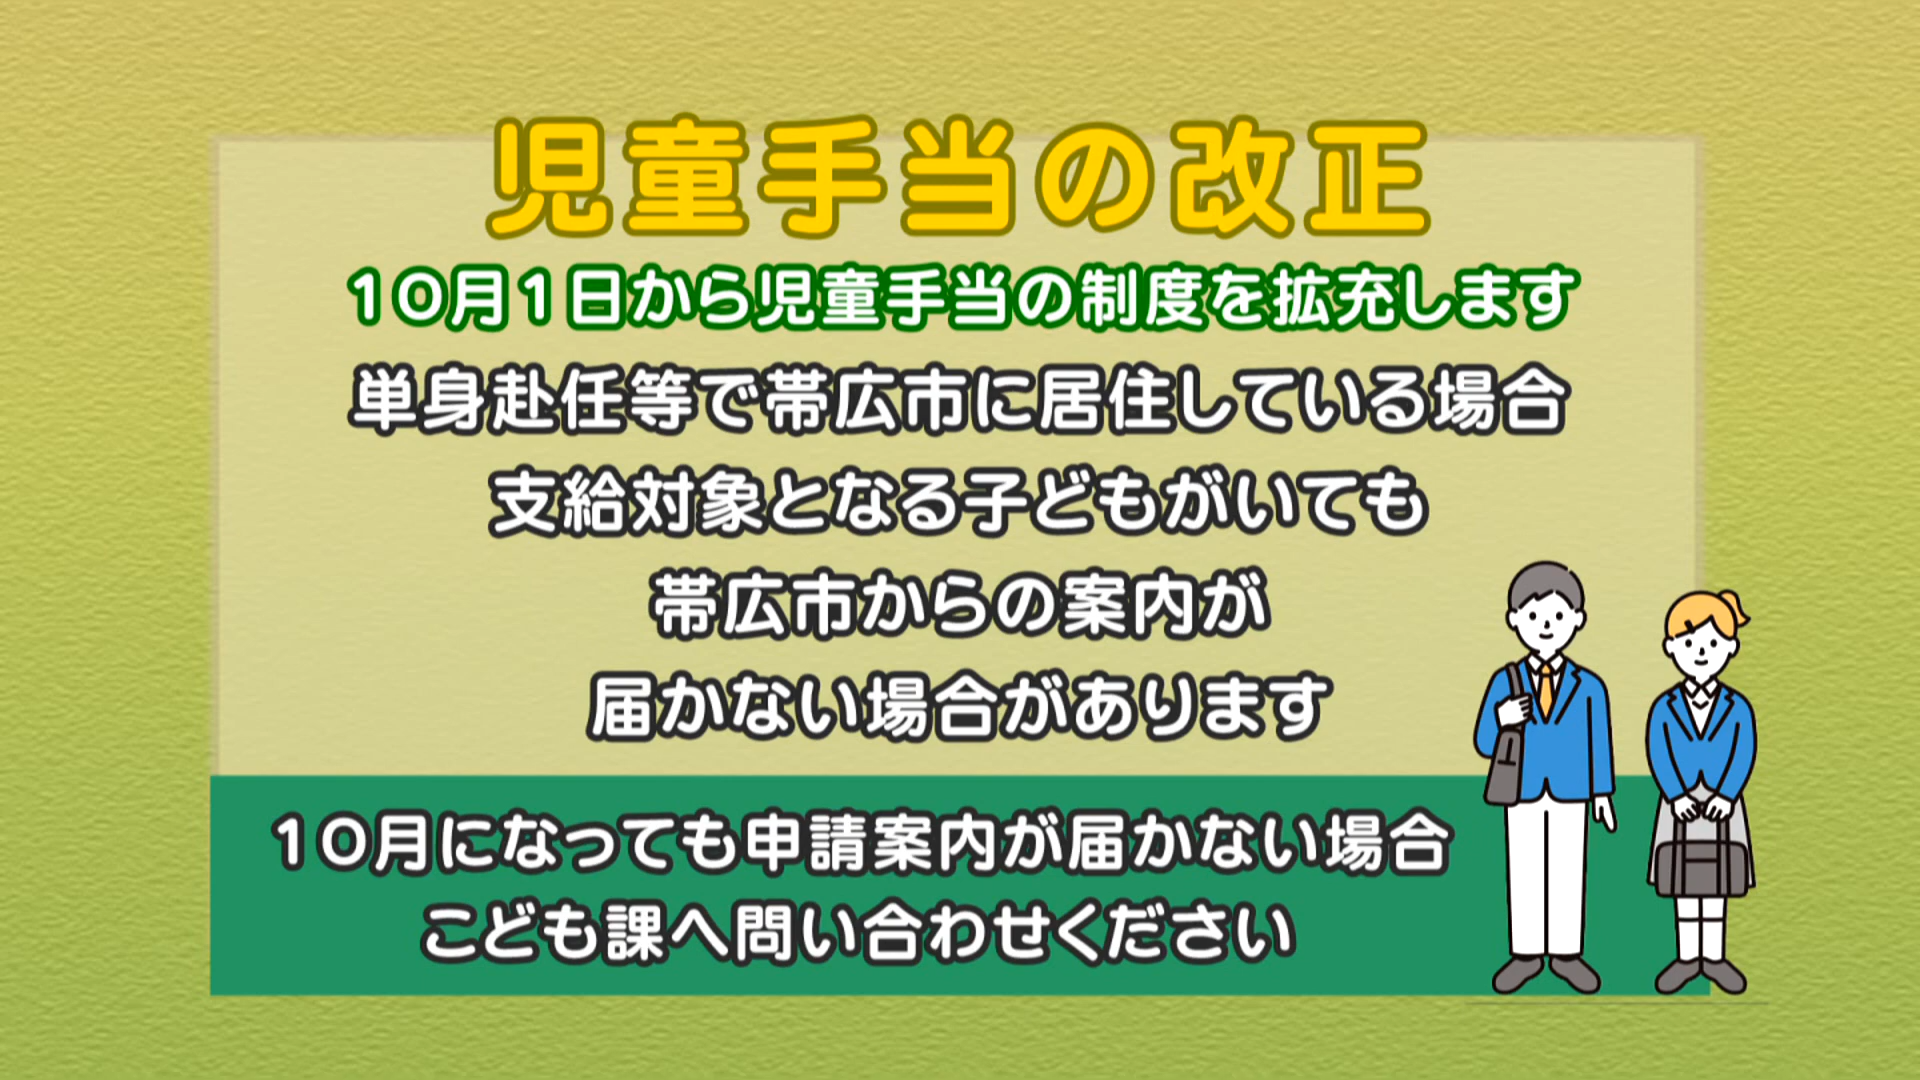 児童手当の改正
１０月１日から児童手当の制度を拡充します
単身赴任等で帯広市に居住している場合
支給対象となる子どもがいても
帯広市からの案内が
届かない場合があります
１０月になっても申請案内が届かない場合
こども課へ問い合わせください